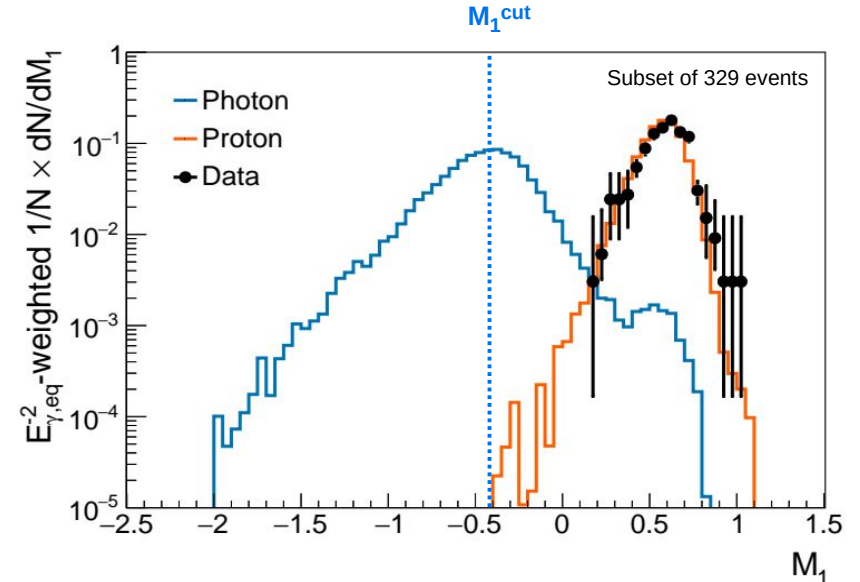 M₁ᶜᵘᵗ
Subset of 329 events
Photon
Proton
Data
E⁻²γ,eq-weighted 1/N × dN/dM₁
1
10⁻¹
10⁻²
10⁻³
10⁻⁴
10⁻⁵
−2.5 −2 −1.5 −1 −0.5 0 0.5 1 1.5
M₁